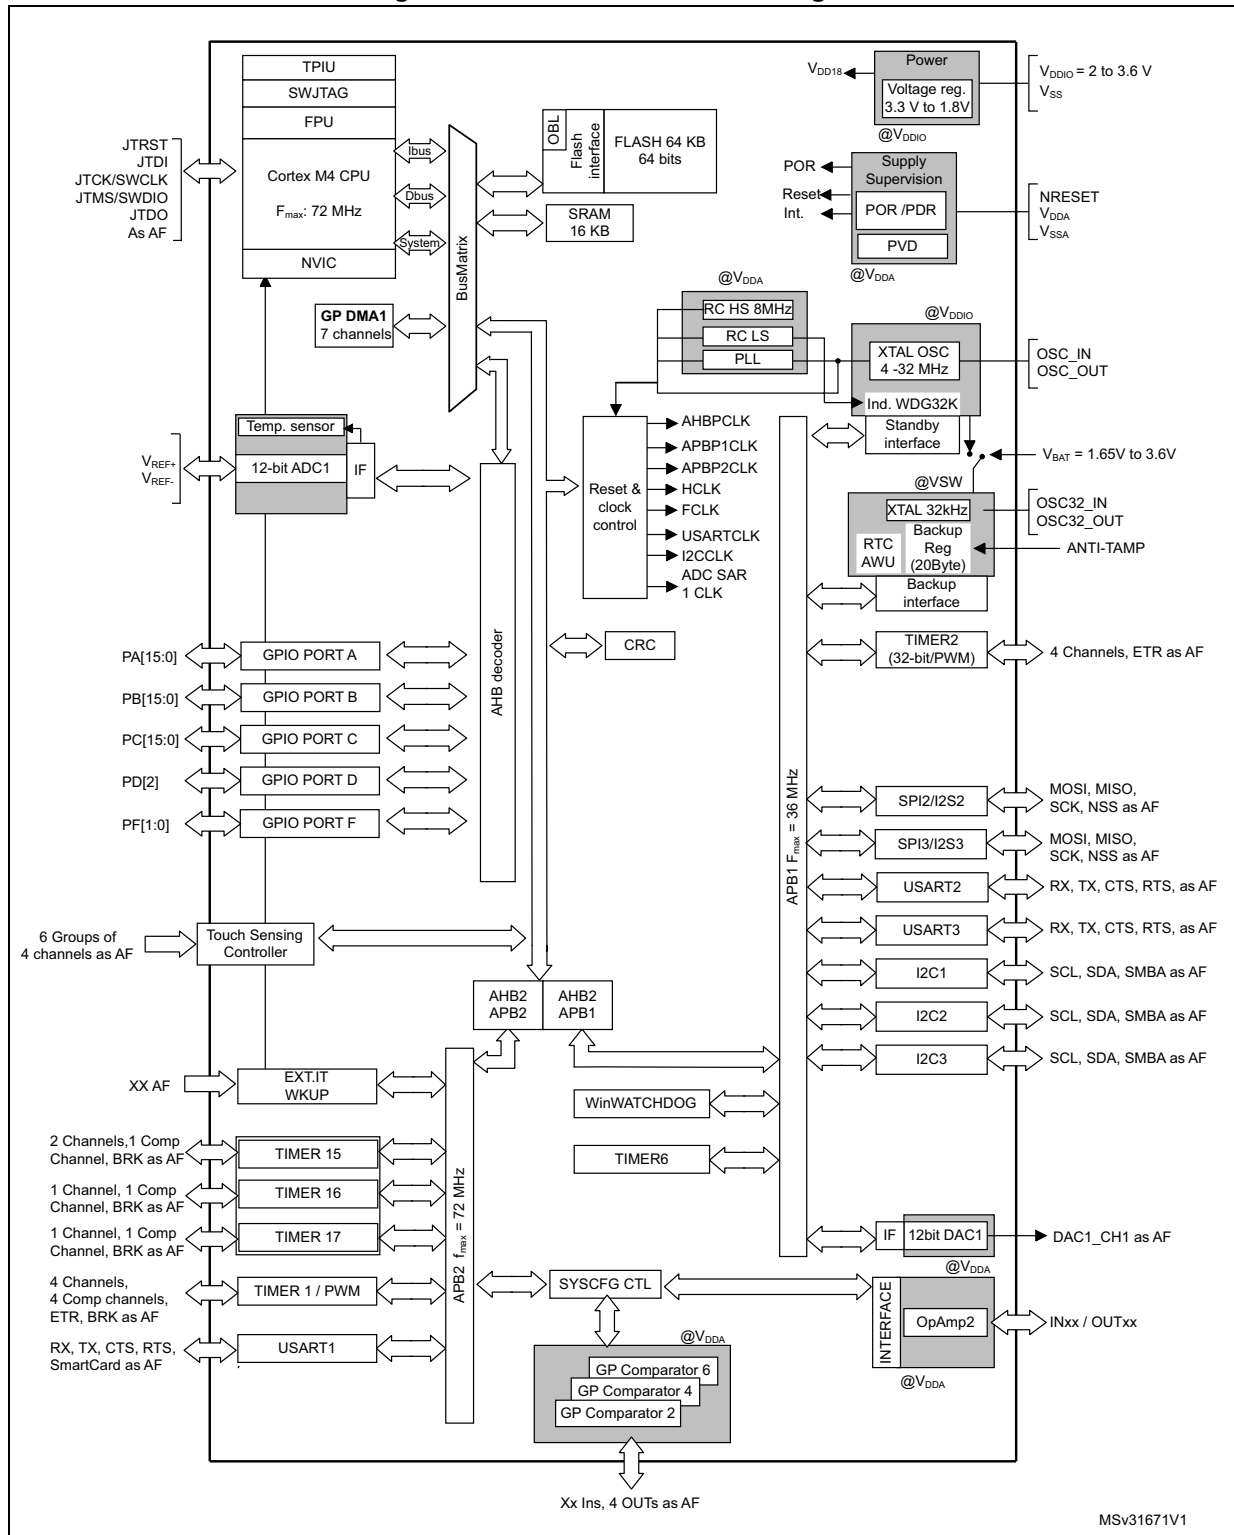 TPIU
SWJTAG
FPU
Cortex M4 CPU
Fmax: 72 MHz
NVIC
JTRST
JTDI
JTCK/SWCLK
JTMS/SWDIO
JTDO
As AF
Ibus
Dbus
System
BusMatrix
OBL
Flash
interface
FLASH 64 KB
64 bits
SRAM
16 KB
GP DMA1
7 channels
VDD18
Power
Voltage reg.
3.3 V to 1.8V
@VDDIO
VDDIO = 2 to 3.6 V
VSS
POR
Reset
Int.
Supply
Supervision
POR /PDR
PVD
@VDDA
NRESET
VDDA
VSSA
@VDDA
RC HS 8MHz
RC LS
PLL
@VDDIO
XTAL OSC
4 -32 MHz
Ind. WDG32K
Standby
interface
OSC_IN
OSC_OUT
VBAT = 1.65V to 3.6V
@VSW
XTAL 32kHz
RTC
AWU
Backup
Reg
(20Byte)
Backup
interface
OSC32_IN
OSC32_OUT
ANTI-TAMP
Temp. sensor
12-bit ADC1
IF
VREF+
VREF-
Reset &
clock
control
AHBPCLK
APBP1CLK
APBP2CLK
HCLK
FCLK
USARTCLK
I2CCLK
ADC SAR
1 CLK
CRC
AHB decoder
PA[15:0]
GPIO PORT A
PB[15:0]
GPIO PORT B
PC[15:0]
GPIO PORT C
PD[2]
GPIO PORT D
PF[1:0]
GPIO PORT F
6 Groups of
4 channels as AF
Touch Sensing
Controller
AHB2
APB2
AHB2
APB1
APB1 Fmax = 36 MHz
TIMER2
(32-bit/PWM)
4 Channels, ETR as AF
SPI2/I2S2
MOSI, MISO,
SCK, NSS as AF
SPI3/I2S3
MOSI, MISO,
SCK, NSS as AF
USART2
RX, TX, CTS, RTS, as AF
USART3
RX, TX, CTS, RTS, as AF
I2C1
SCL, SDA, SMBA as AF
I2C2
SCL, SDA, SMBA as AF
I2C3
SCL, SDA, SMBA as AF
WinWATCHDOG
TIMER6
IF
12bit DAC1
@VDDA
DAC1_CH1 as AF
XX AF
EXT.IT
WKUP
2 Channels,1 Comp
Channel, BRK as AF
TIMER 15
1 Channel, 1 Comp
Channel, BRK as AF
TIMER 16
1 Channel, 1 Comp
Channel, BRK as AF
TIMER 17
4 Channels,
4 Comp channels,
ETR, BRK as AF
TIMER 1 / PWM
RX, TX, CTS, RTS,
SmartCard as AF
USART1
APB2 fmax = 72 MHz
SYSCFG CTL
INTERFACE
OpAmp2
@VDDA
INxx / OUTxx
@VDDA
GP Comparator 6
GP Comparator 4
GP Comparator 2
Xx Ins, 4 OUTs as AF
MSv31671V1